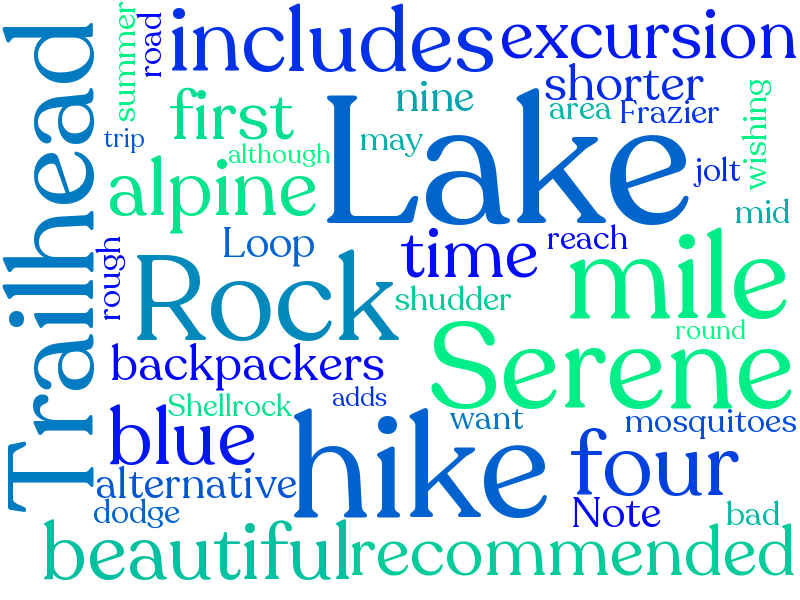 Trailhead
summer
road
includes
excursion
shorter
nine
area
Frazier
first
trip
although
may
Lake
jolt
wishing
alpine
mid
Loop
time
reach
rough
Rock
shudder
mile
round
backpackers
Serene
Shellrock
adds
want
mosquitoes
blue
hike
four
alternative
dodge
Note
bad
beautiful
recommended